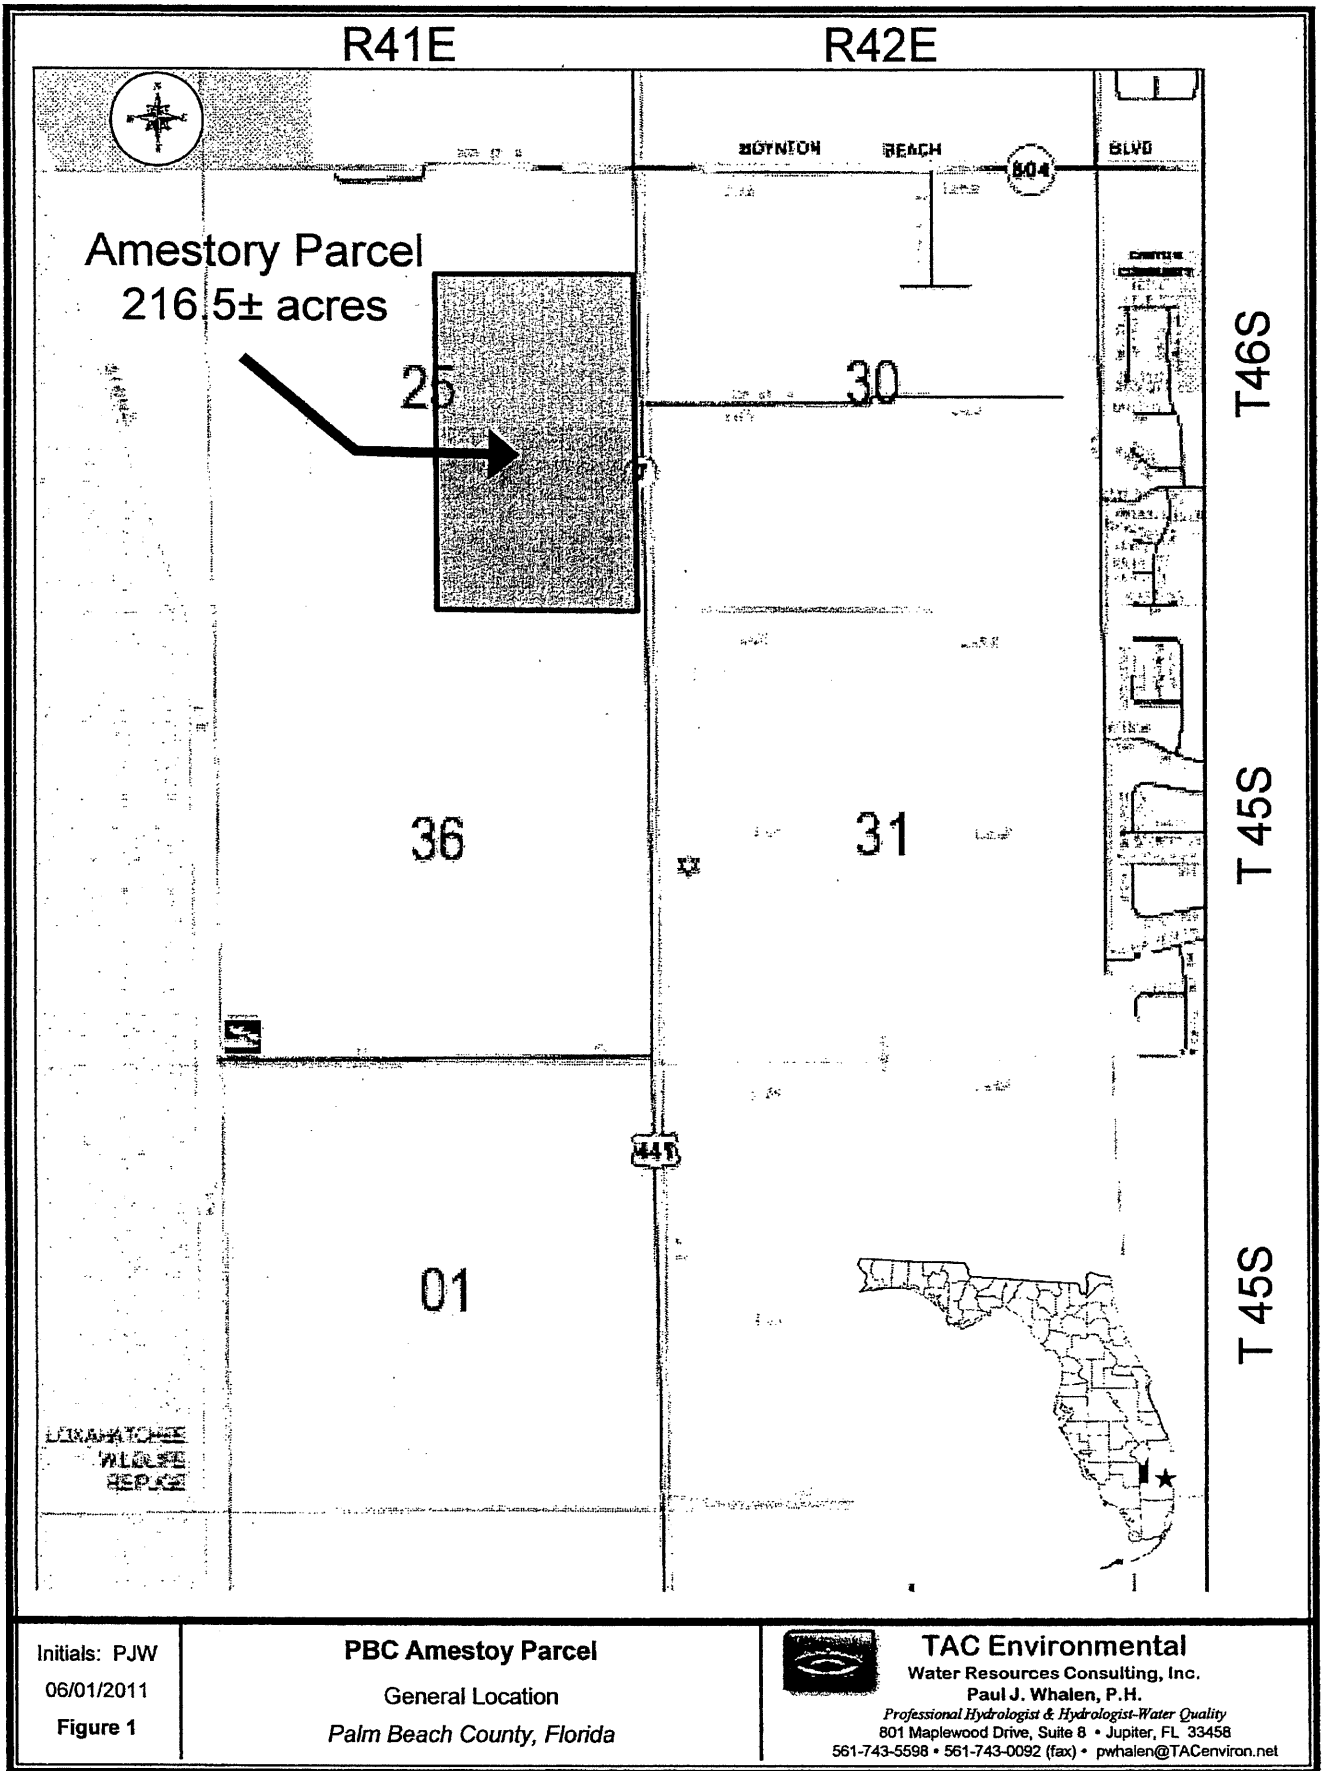 R41E
R42E
BOYNTON BEACH BLVD
804
Amestory Parcel
216.5± acres
25
30
T46S
36
31
T 45S
441
01
T 45S
LOXAHATCHEE
WILDLIFE
REFUGE
Initials: PJW
06/01/2011
Figure 1
PBC Amestoy Parcel
General Location
Palm Beach County, Florida
TAC Environmental
Water Resources Consulting, Inc.
Paul J. Whalen, P.H.
Professional Hydrologist & Hydrologist-Water Quality
801 Maplewood Drive, Suite 8 • Jupiter, FL 33458
561-743-5598 • 561-743-0092 (fax) • pwhalen@TACenviron.net